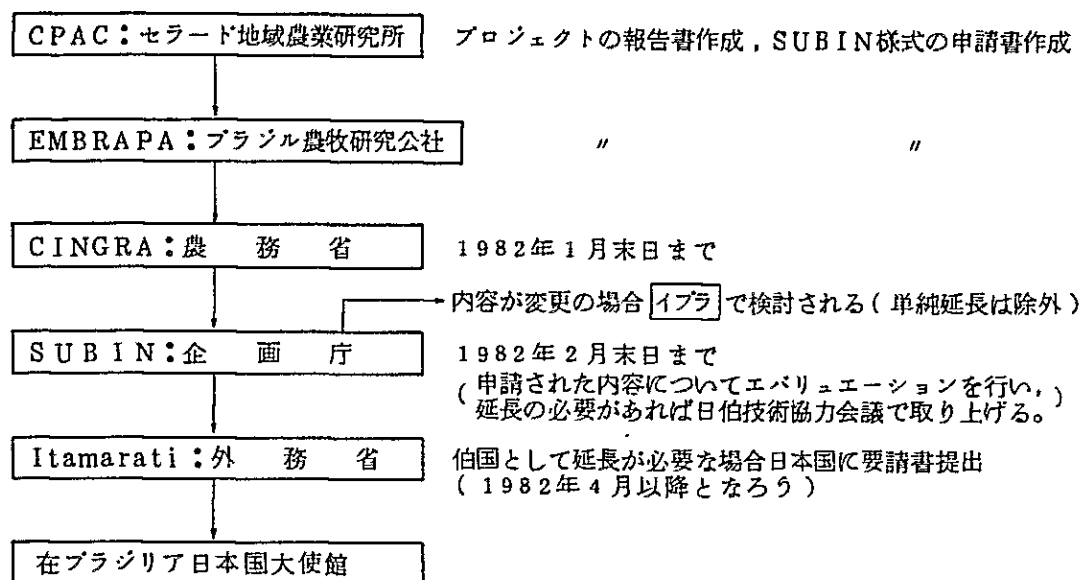 CPAC:セラード地域農業研究所 プロジェクトの報告書作成,SUBIN様式の申請書作成
EMBRAPA:ブラジル農牧研究公社 〃 〃
CINGRA:農務省 1982年1月末日まで
内容が変更の場合イブラで検討される(単純延長は除外)
SUBIN:企画庁 1982年2月末日まで
(申請された内容についてエバリュエーションを行い,
延長の必要があれば日伯技術協力会議で取り上げる。)
Itamarati:外務省 伯国として延長が必要な場合日本国に要請書提出
(1982年4月以降となろう)
在ブラジリア日本国大使館